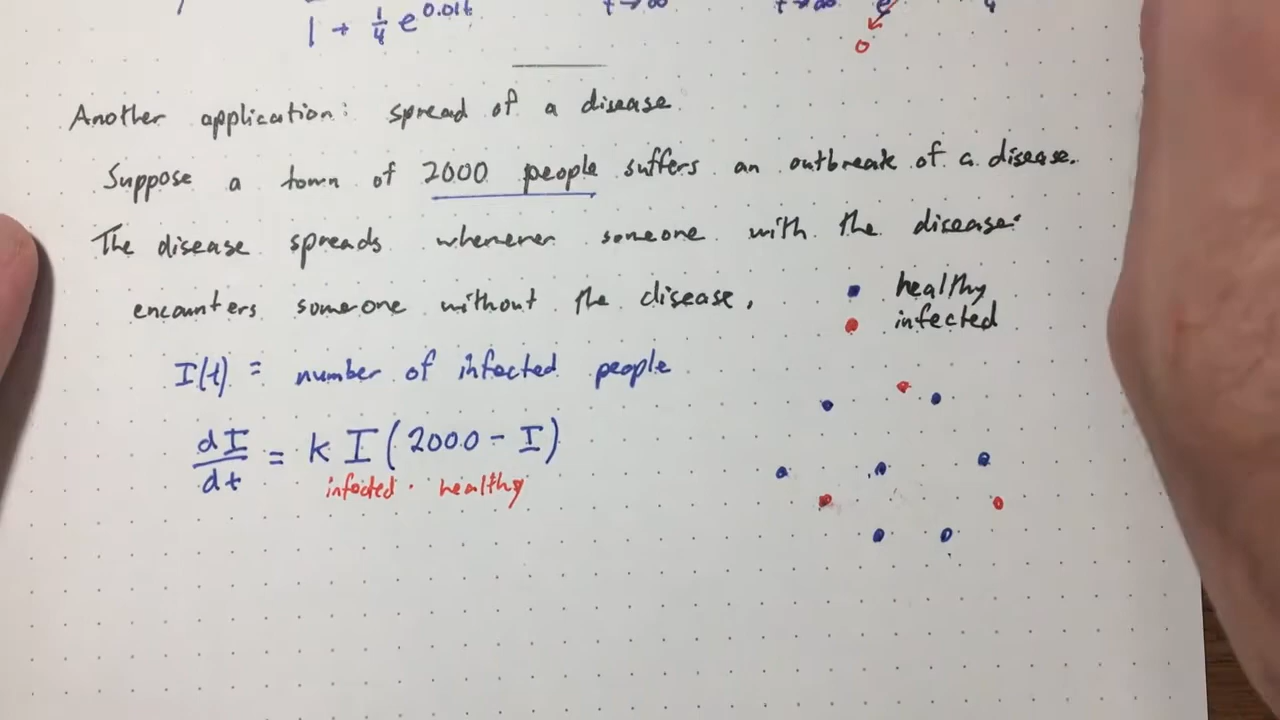 1 + 1/4 e^0.01t t→∞ t→∞
0
Another application: spread of a disease.
Suppose a town of 2000 people suffers an outbreak of a disease.
The disease spreads whenever someone with the disease
encounters someone without the disease.
healthy
infected
I(t) = number of infected people
dI/dt = k I (2000 - I)
infected · healthy